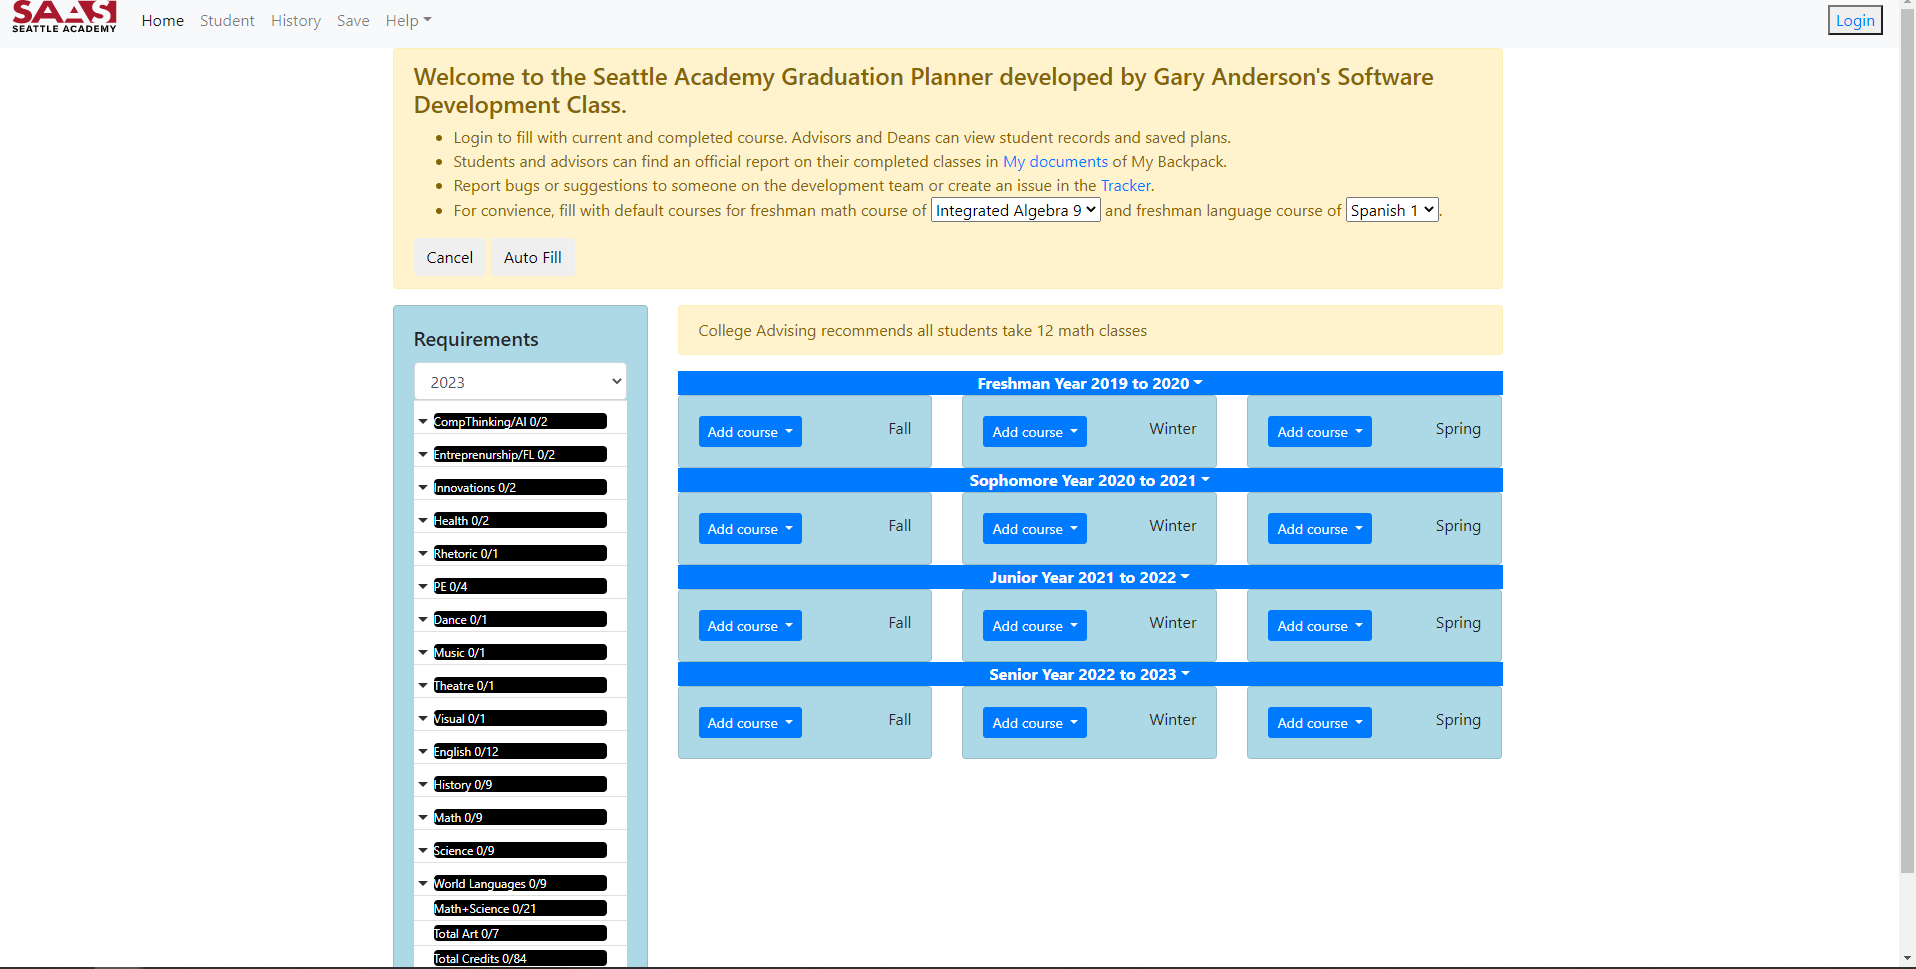 SAAS
SEATTLE ACADEMY
Home Student History Save Help Login
Welcome to the Seattle Academy Graduation Planner developed by Gary Anderson's Software
Development Class.
Login to fill with current and completed course. Advisors and Deans can view student records and saved plans.
Students and advisors can find an official report on their completed classes in My documents of My Backpack.
Report bugs or suggestions to someone on the development team or create an issue in the Tracker.
For convience, fill with default courses for freshman math course of Integrated Algebra 9 and freshman language course of Spanish 1.
Cancel Auto Fill
Requirements
2023
CompThinking/AI 0/2
Entreprenurship/FL 0/2
Innovations 0/2
Health 0/2
Rhetoric 0/1
PE 0/4
Dance 0/1
Music 0/1
Theatre 0/1
Visual 0/1
English 0/12
History 0/9
Math 0/9
Science 0/9
World Languages 0/9
Math+Science 0/21
Total Art 0/7
Total Credits 0/84
College Advising recommends all students take 12 math classes
Freshman Year 2019 to 2020
Add course Fall Add course Winter Add course Spring
Sophomore Year 2020 to 2021
Add course Fall Add course Winter Add course Spring
Junior Year 2021 to 2022
Add course Fall Add course Winter Add course Spring
Senior Year 2022 to 2023
Add course Fall Add course Winter Add course Spring